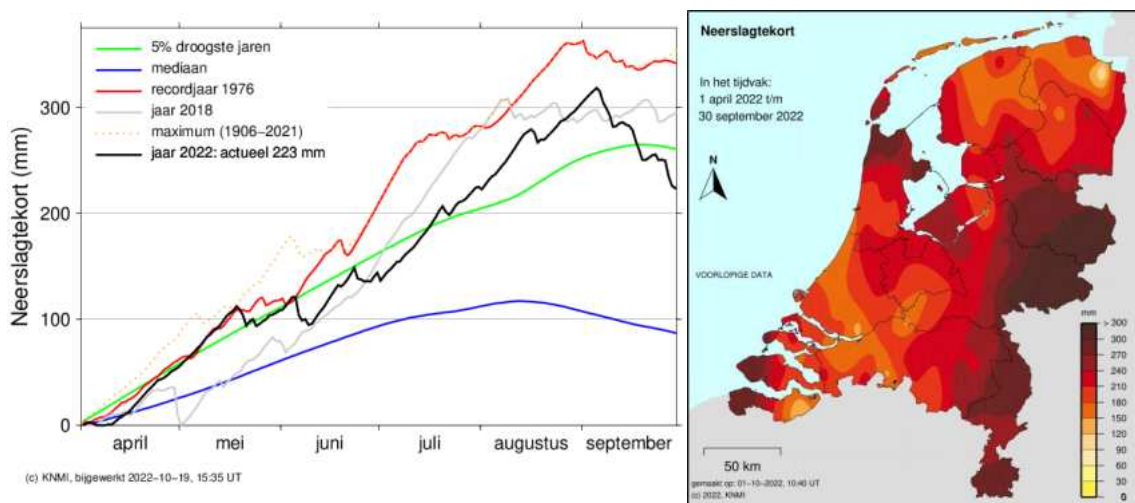 Neerslagtekort (mm)
300
200
100
0
5% droogste jaren
mediaan
recordjaar 1976
jaar 2018
maximum (1906–2021)
jaar 2022: actueel 223 mm
april
mei
juni
juli
augustus
september
(c) KNMI, bijgewerkt 2022–10–19, 15:35 UT
Neerslagtekort
In het tijdvak:
1 april 2022 t/m
30 september 2022
N
VOORLOPIGE DATA
mm
> 300
300
270
240
210
180
150
120
90
60
30
0
50 km
gemaakt op: 01-10-2022, 10:40 UT
(c) 2022, KNMI